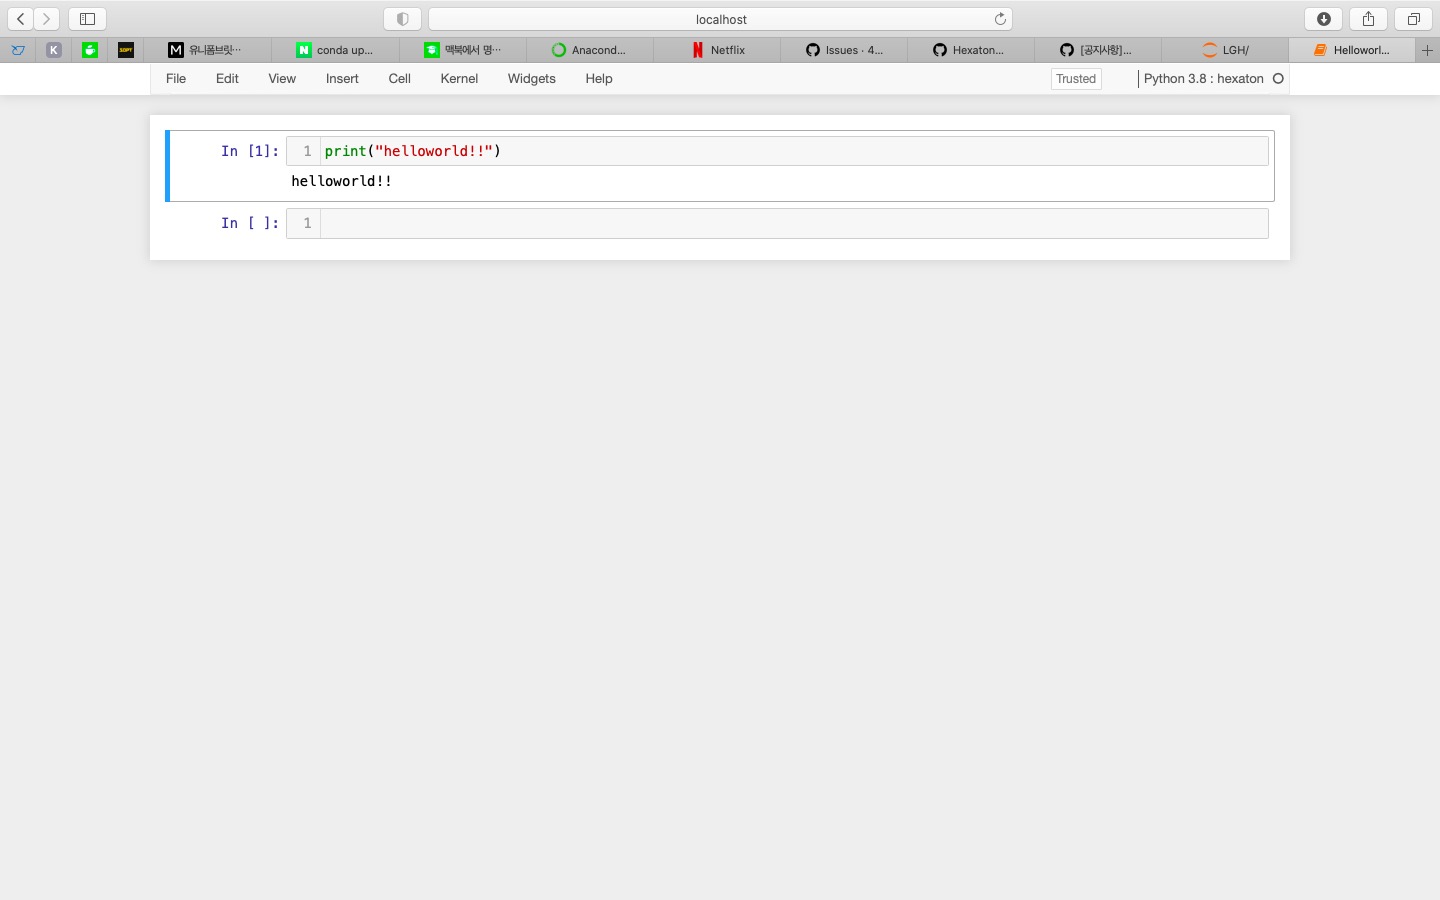 localhost
K
SOPT
M 유니폼브릿…
N conda up...
맥북에서 명…
Anacond...
Netflix
Issues · 4...
Hexaton...
[공지사항]...
LGH/
Helloworl...
File Edit View Insert Cell Kernel Widgets Help Trusted Python 3.8 : hexaton
In [1]: 1 print("helloworld!!")
helloworld!!
In [ ]: 1